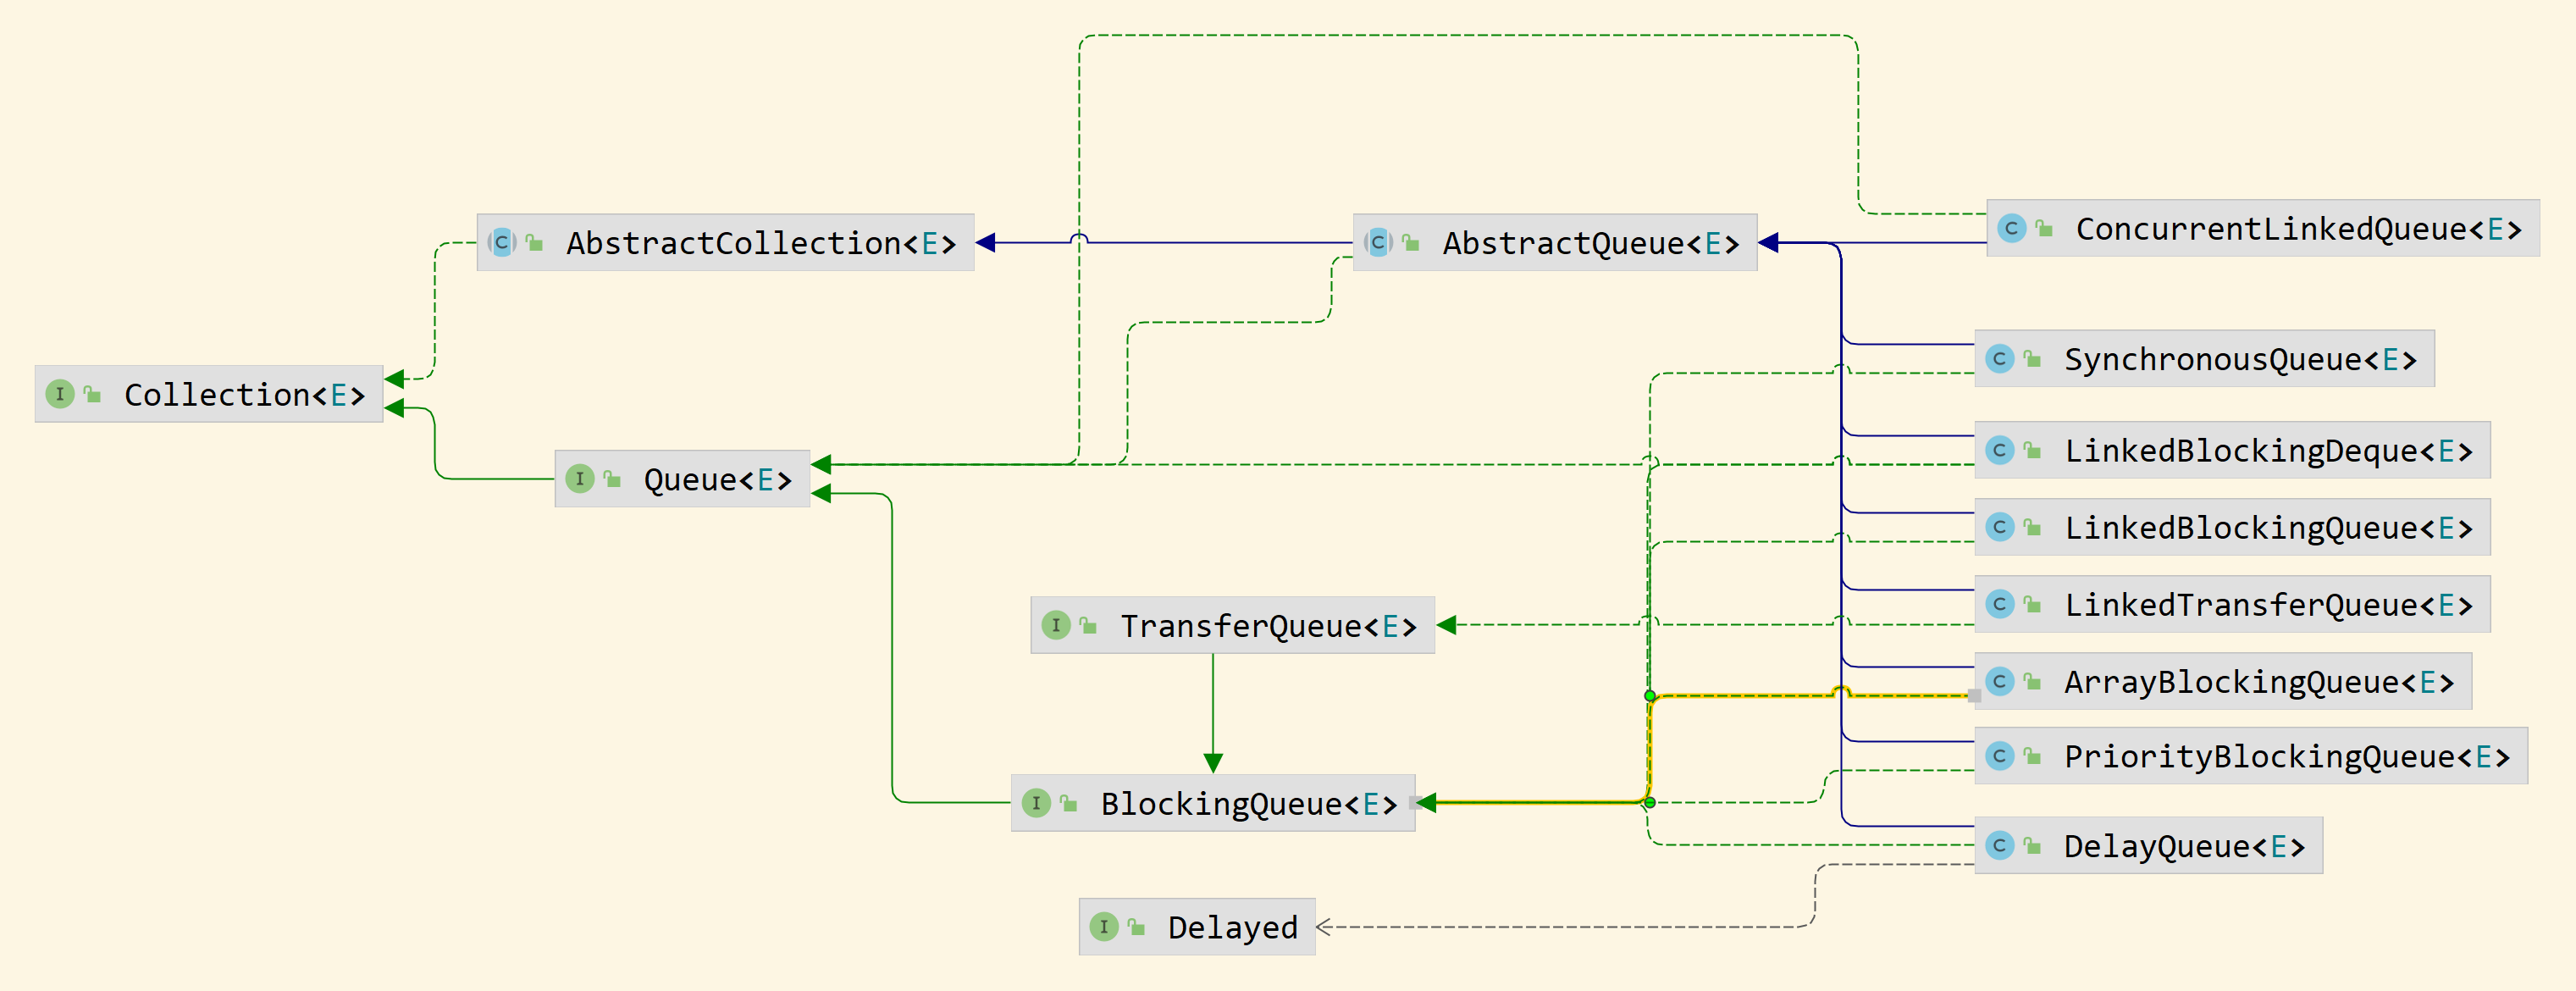 ConcurrentLinkedQueue<E>
AbstractCollection<E>
AbstractQueue<E>
SynchronousQueue<E>
Collection<E>
LinkedBlockingDeque<E>
Queue<E>
LinkedBlockingQueue<E>
LinkedTransferQueue<E>
TransferQueue<E>
ArrayBlockingQueue<E>
PriorityBlockingQueue<E>
BlockingQueue<E>
DelayQueue<E>
Delayed